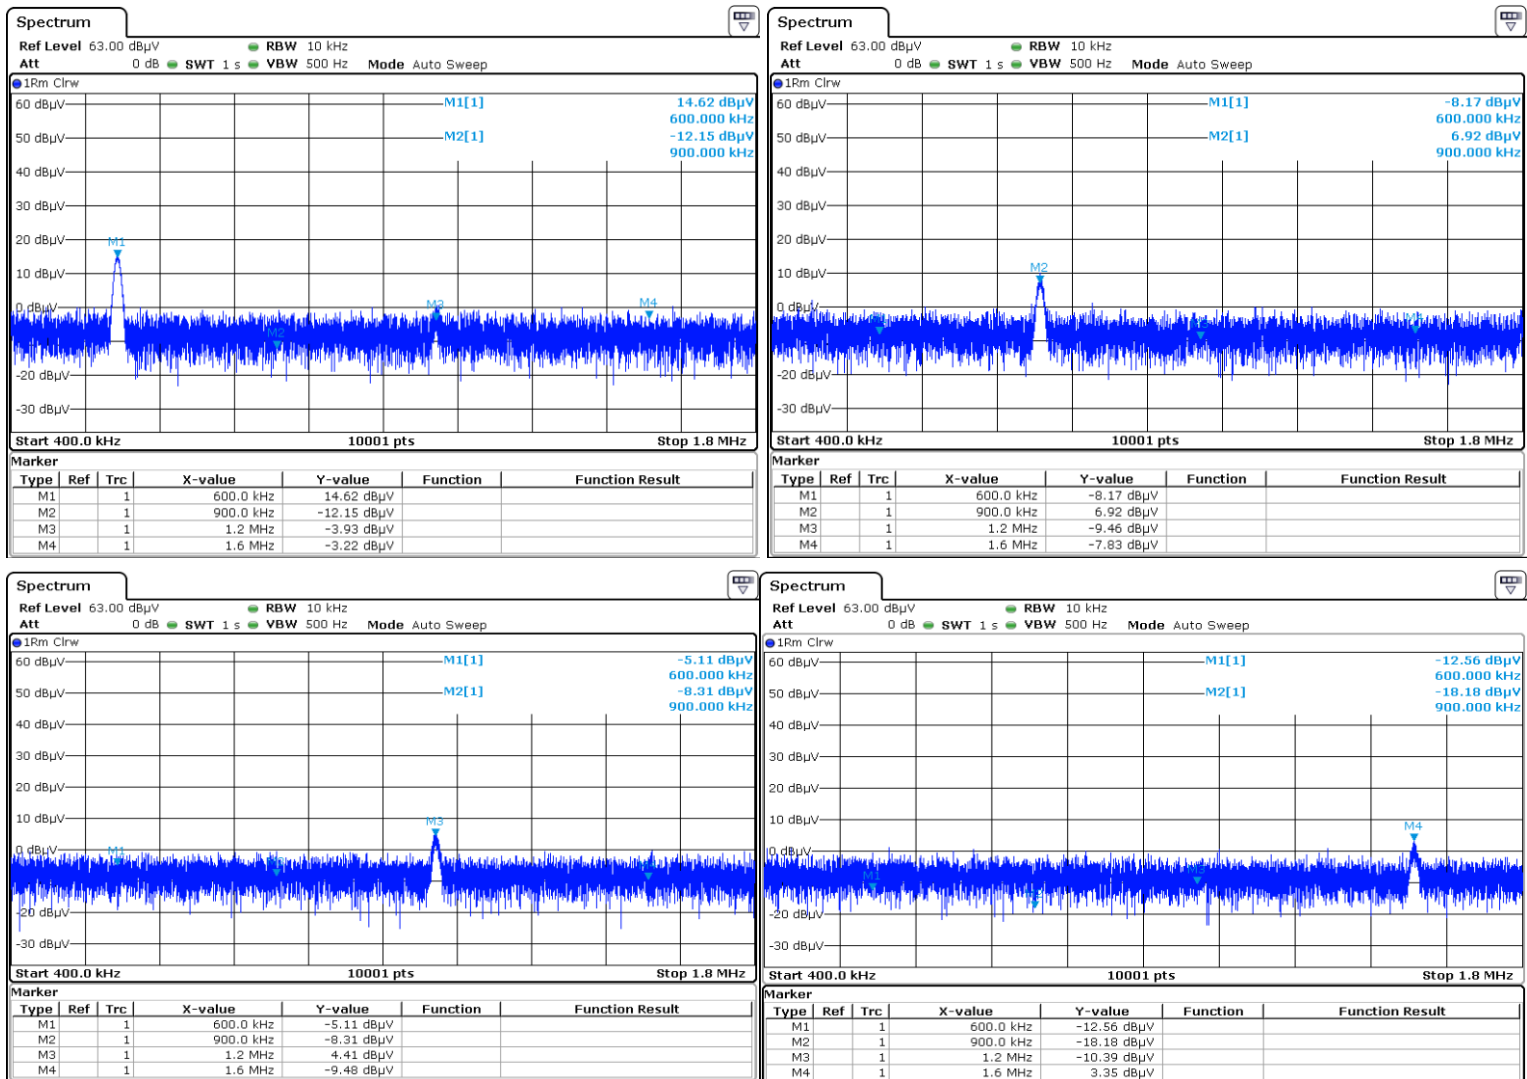 Spectrum
Ref Level 63.00 dBµV RBW 10 kHz
Att 0 dB SWT 1 s VBW 500 Hz Mode Auto Sweep
1Rm Clrw
M1[1] 14.62 dBµV
600.000 kHz
M2[1] -12.15 dBµV
900.000 kHz
60 dBµV
50 dBµV
40 dBµV
30 dBµV
20 dBµV
10 dBµV
0 dBµV
-20 dBµV
-30 dBµV
M1
M2
M3
M4
Start 400.0 kHz 10001 pts Stop 1.8 MHz
Marker
Type Ref Trc X-value Y-value Function Function Result
M1 1 600.0 kHz 14.62 dBµV
M2 1 900.0 kHz -12.15 dBµV
M3 1 1.2 MHz -3.93 dBµV
M4 1 1.6 MHz -3.22 dBµV
Spectrum
Ref Level 63.00 dBµV RBW 10 kHz
Att 0 dB SWT 1 s VBW 500 Hz Mode Auto Sweep
1Rm Clrw
M1[1] -8.17 dBµV
600.000 kHz
M2[1] 6.92 dBµV
900.000 kHz
60 dBµV
50 dBµV
40 dBµV
30 dBµV
20 dBµV
10 dBµV
0 dBµV
-20 dBµV
-30 dBµV
M2
Start 400.0 kHz 10001 pts Stop 1.8 MHz
Marker
Type Ref Trc X-value Y-value Function Function Result
M1 1 600.0 kHz -8.17 dBµV
M2 1 900.0 kHz 6.92 dBµV
M3 1 1.2 MHz -9.46 dBµV
M4 1 1.6 MHz -7.83 dBµV
Spectrum
Ref Level 63.00 dBµV RBW 10 kHz
Att 0 dB SWT 1 s VBW 500 Hz Mode Auto Sweep
1Rm Clrw
M1[1] -5.11 dBµV
600.000 kHz
M2[1] -8.31 dBµV
900.000 kHz
60 dBµV
50 dBµV
40 dBµV
30 dBµV
20 dBµV
10 dBµV
0 dBµV
-20 dBµV
-30 dBµV
M1
M3
Start 400.0 kHz 10001 pts Stop 1.8 MHz
Marker
Type Ref Trc X-value Y-value Function Function Result
M1 1 600.0 kHz -5.11 dBµV
M2 1 900.0 kHz -8.31 dBµV
M3 1 1.2 MHz 4.41 dBµV
M4 1 1.6 MHz -9.48 dBµV
Spectrum
Ref Level 63.00 dBµV RBW 10 kHz
Att 0 dB SWT 1 s VBW 500 Hz Mode Auto Sweep
1Rm Clrw
M1[1] -12.56 dBµV
600.000 kHz
M2[1] -18.18 dBµV
900.000 kHz
60 dBµV
50 dBµV
40 dBµV
30 dBµV
20 dBµV
10 dBµV
0 dBµV
-20 dBµV
-30 dBµV
M1
M3
M4
Start 400.0 kHz 10001 pts Stop 1.8 MHz
Marker
Type Ref Trc X-value Y-value Function Function Result
M1 1 600.0 kHz -12.56 dBµV
M2 1 900.0 kHz -18.18 dBµV
M3 1 1.2 MHz -10.39 dBµV
M4 1 1.6 MHz 3.35 dBµV